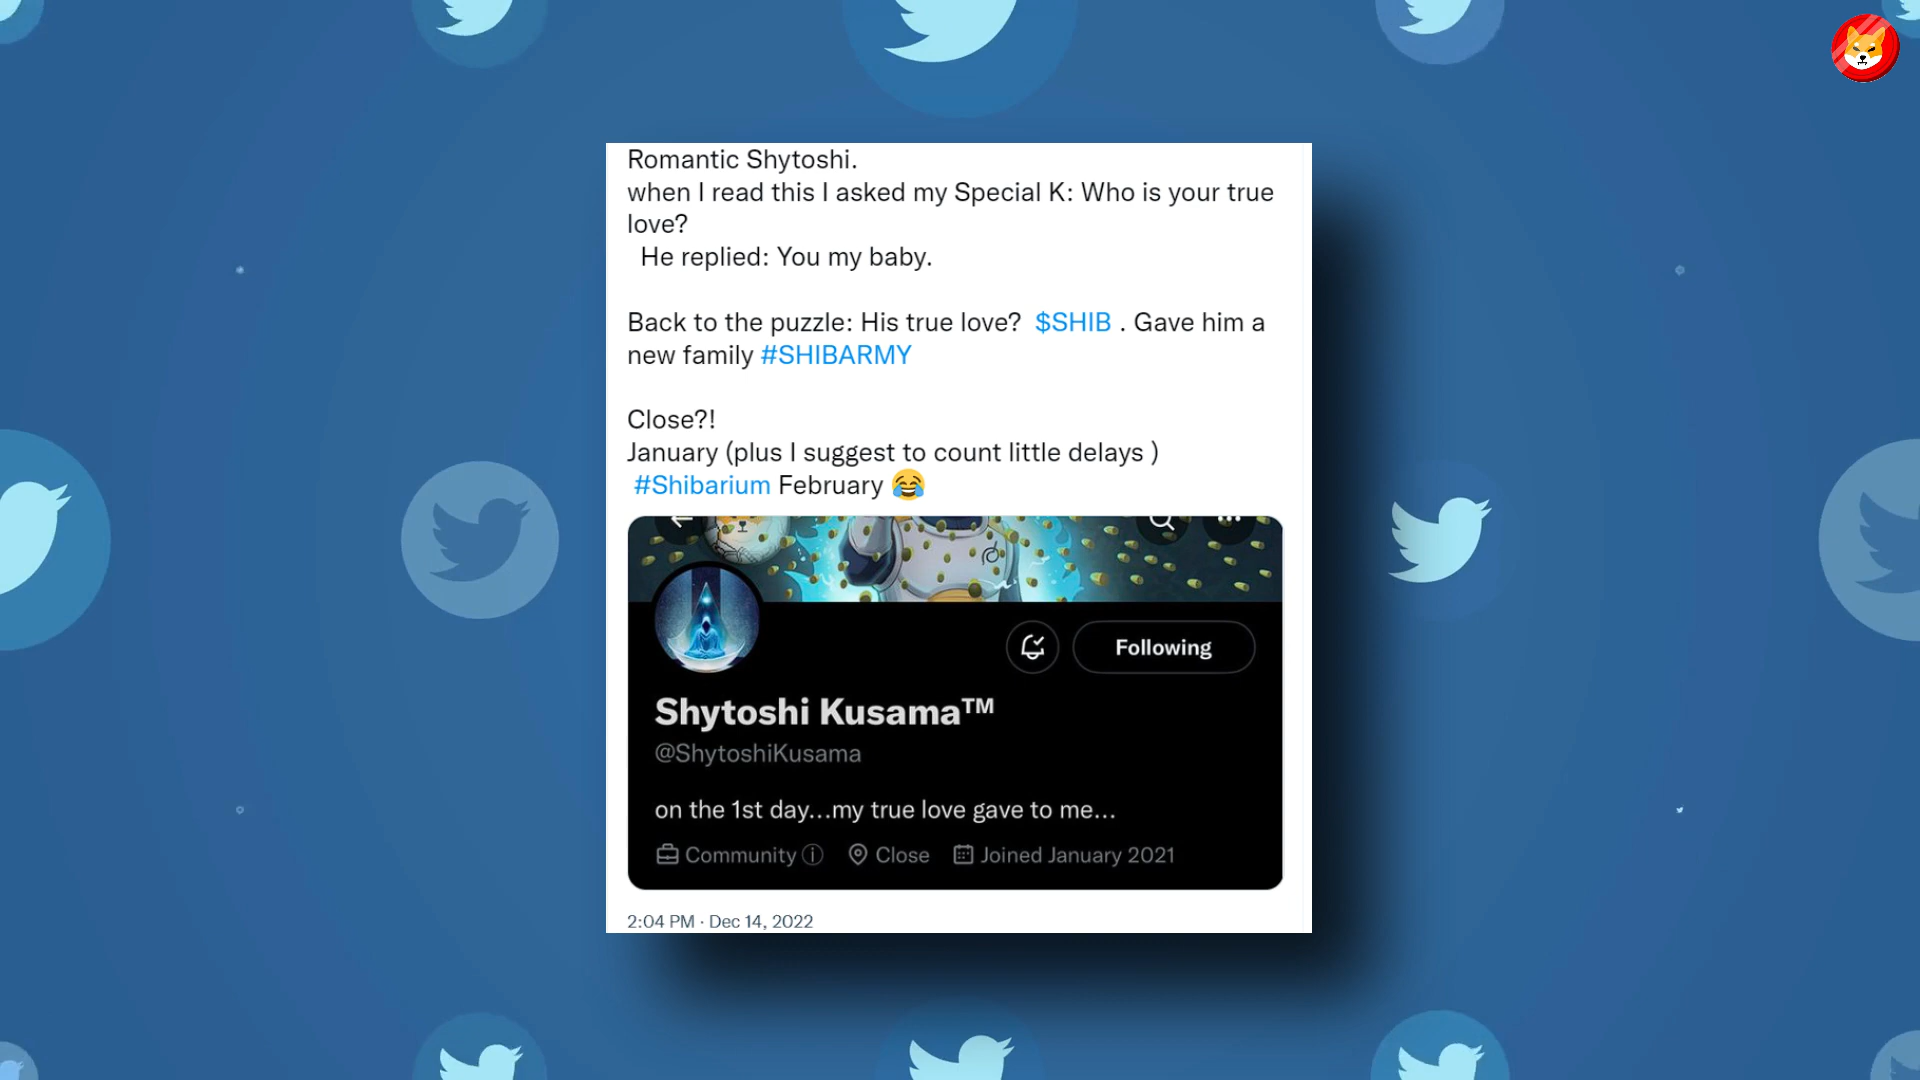 Romantic Shytoshi.
when I read this I asked my Special K: Who is your true
love?
He replied: You my baby.
Back to the puzzle: His true love? $SHIB . Gave him a
new family #SHIBARMY
Close?!
January (plus I suggest to count little delays )
#Shibarium February 😂
Following
Shytoshi Kusama™
@ShytoshiKusama
on the 1st day...my true love gave to me...
Community Close Joined January 2021
2:04 PM · Dec 14, 2022